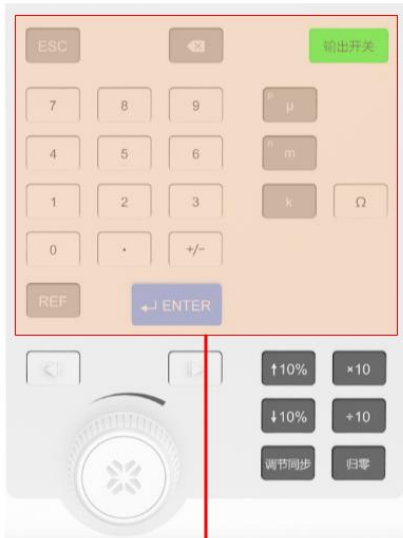 ESC 输出开关
7 8 9 p μ
4 5 6 n m
1 2 3 k Ω
0 . +/-
REF ENTER
↑10% ×10
↓10% ÷10
调节同步 归零